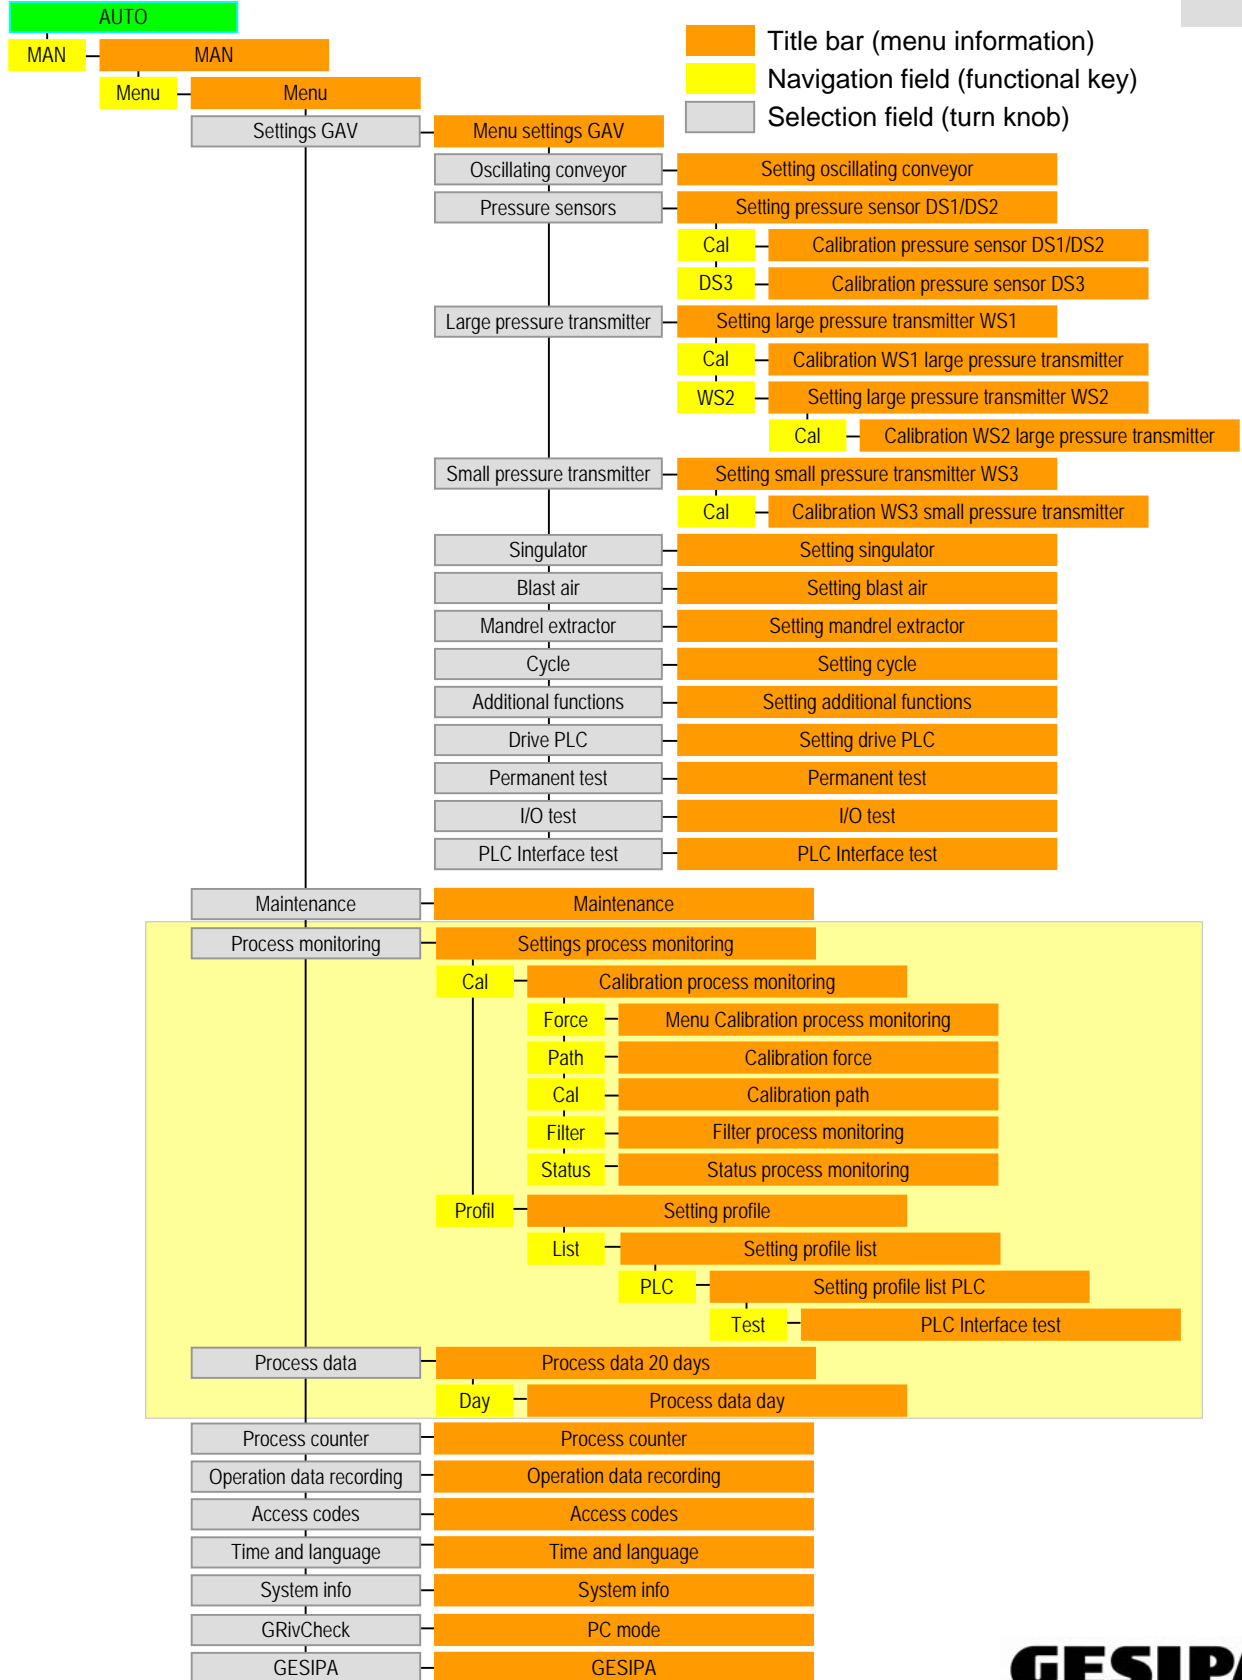 AUTO
MAN MAN
Title bar (menu information)
Menu Menu
Navigation field (functional key)
Settings GAV Menu settings GAV
Selection field (turn knob)
Oscillating conveyor Setting oscillating conveyor
Pressure sensors Setting pressure sensor DS1/DS2
Cal Calibration pressure sensor DS1/DS2
DS3 Calibration pressure sensor DS3
Large pressure transmitter Setting large pressure transmitter WS1
Cal Calibration WS1 large pressure transmitter
WS2 Setting large pressure transmitter WS2
Cal Calibration WS2 large pressure transmitter
Small pressure transmitter Setting small pressure transmitter WS3
Cal Calibration WS3 small pressure transmitter
Singulator Setting singulator
Blast air Setting blast air
Mandrel extractor Setting mandrel extractor
Cycle Setting cycle
Additional functions Setting additional functions
Drive PLC Setting drive PLC
Permanent test Permanent test
I/O test I/O test
PLC Interface test PLC Interface test
Maintenance Maintenance
Process monitoring Settings process monitoring
Cal Calibration process monitoring
Force Menu Calibration process monitoring
Path Calibration force
Cal Calibration path
Filter Filter process monitoring
Status Status process monitoring
Profil Setting profile
List Setting profile list
PLC Setting profile list PLC
Test PLC Interface test
Process data Process data 20 days
Day Process data day
Process counter Process counter
Operation data recording Operation data recording
Access codes Access codes
Time and language Time and language
System info System info
GRivCheck PC mode
GESIPA GESIPA
GESIPA